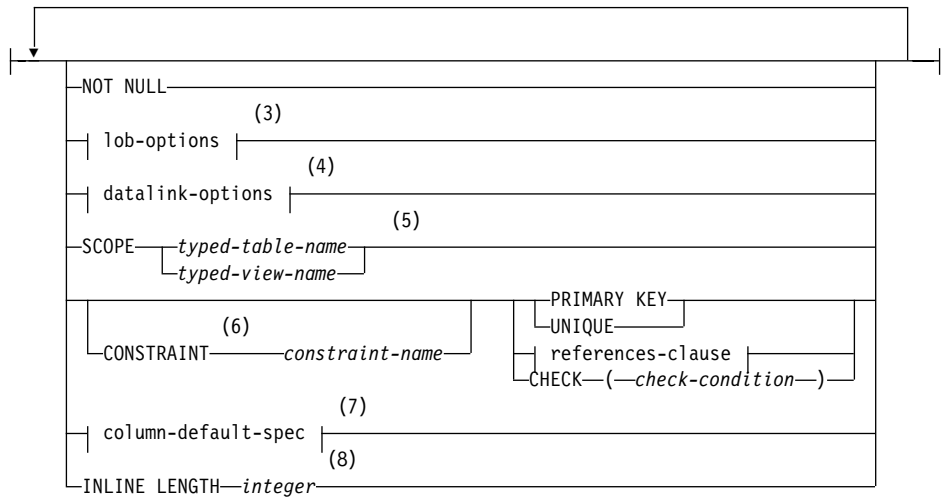 NOT NULL
(3)
lob-options
(4)
datalink-options
(5)
SCOPE typed-table-name
typed-view-name
PRIMARY KEY
(6) UNIQUE
CONSTRAINT constraint-name references-clause
CHECK ( check-condition )
(7)
column-default-spec
(8)
INLINE LENGTH integer